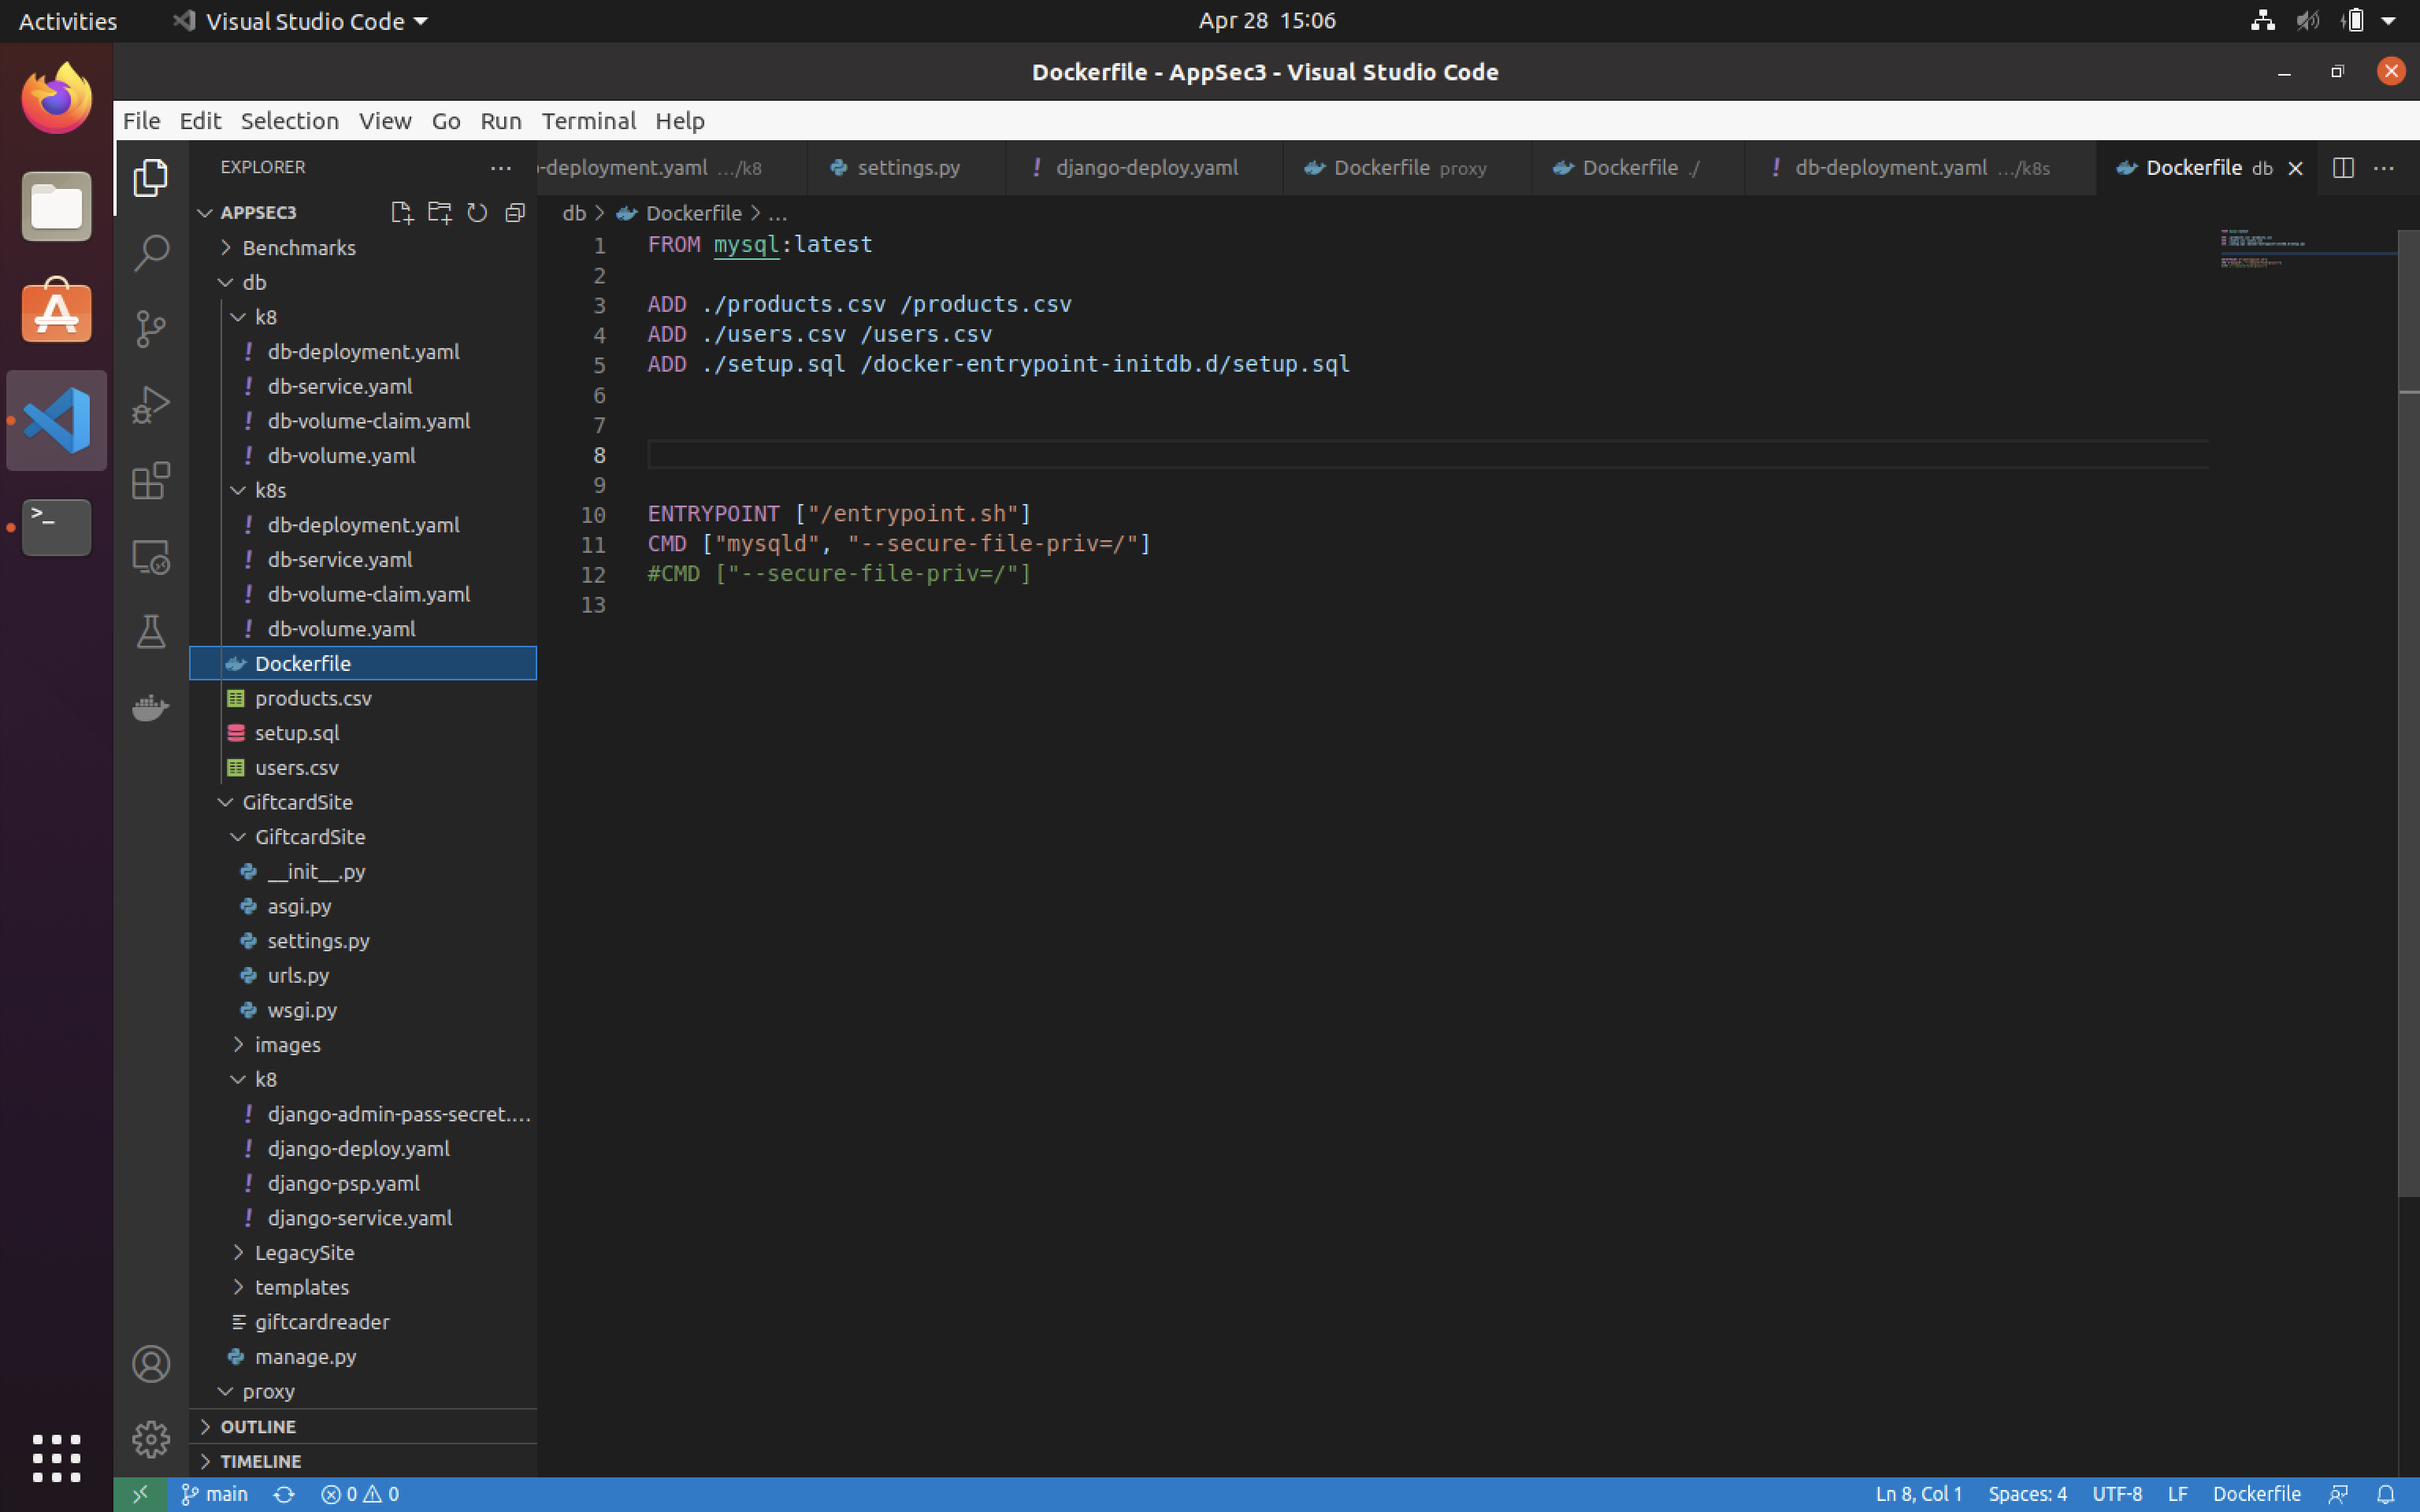 Activities
Visual Studio Code
Apr 28 15:06
Dockerfile - AppSec3 - Visual Studio Code
File Edit Selection View Go Run Terminal Help
EXPLORER
-deployment.yaml .../k8
settings.py
django-deploy.yaml
Dockerfile proxy
Dockerfile ./
db-deployment.yaml .../k8s
Dockerfile db
APPSEC3
Benchmarks
db
k8
db-deployment.yaml
db-service.yaml
db-volume-claim.yaml
db-volume.yaml
k8s
db-deployment.yaml
db-service.yaml
db-volume-claim.yaml
db-volume.yaml
Dockerfile
products.csv
setup.sql
users.csv
GiftcardSite
GiftcardSite
__init__.py
asgi.py
settings.py
urls.py
wsgi.py
images
k8
django-admin-pass-secret....
django-deploy.yaml
django-psp.yaml
django-service.yaml
LegacySite
templates
giftcardreader
manage.py
proxy
OUTLINE
TIMELINE
db > Dockerfile > ...
1 FROM mysql:latest
2
3 ADD ./products.csv /products.csv
4 ADD ./users.csv /users.csv
5 ADD ./setup.sql /docker-entrypoint-initdb.d/setup.sql
6
7
8
9
10 ENTRYPOINT ["/entrypoint.sh"]
11 CMD ["mysqld", "--secure-file-priv=/"]
12 #CMD ["--secure-file-priv=/"]
13
main 0 0
Ln 8, Col 1 Spaces: 4 UTF-8 LF Dockerfile